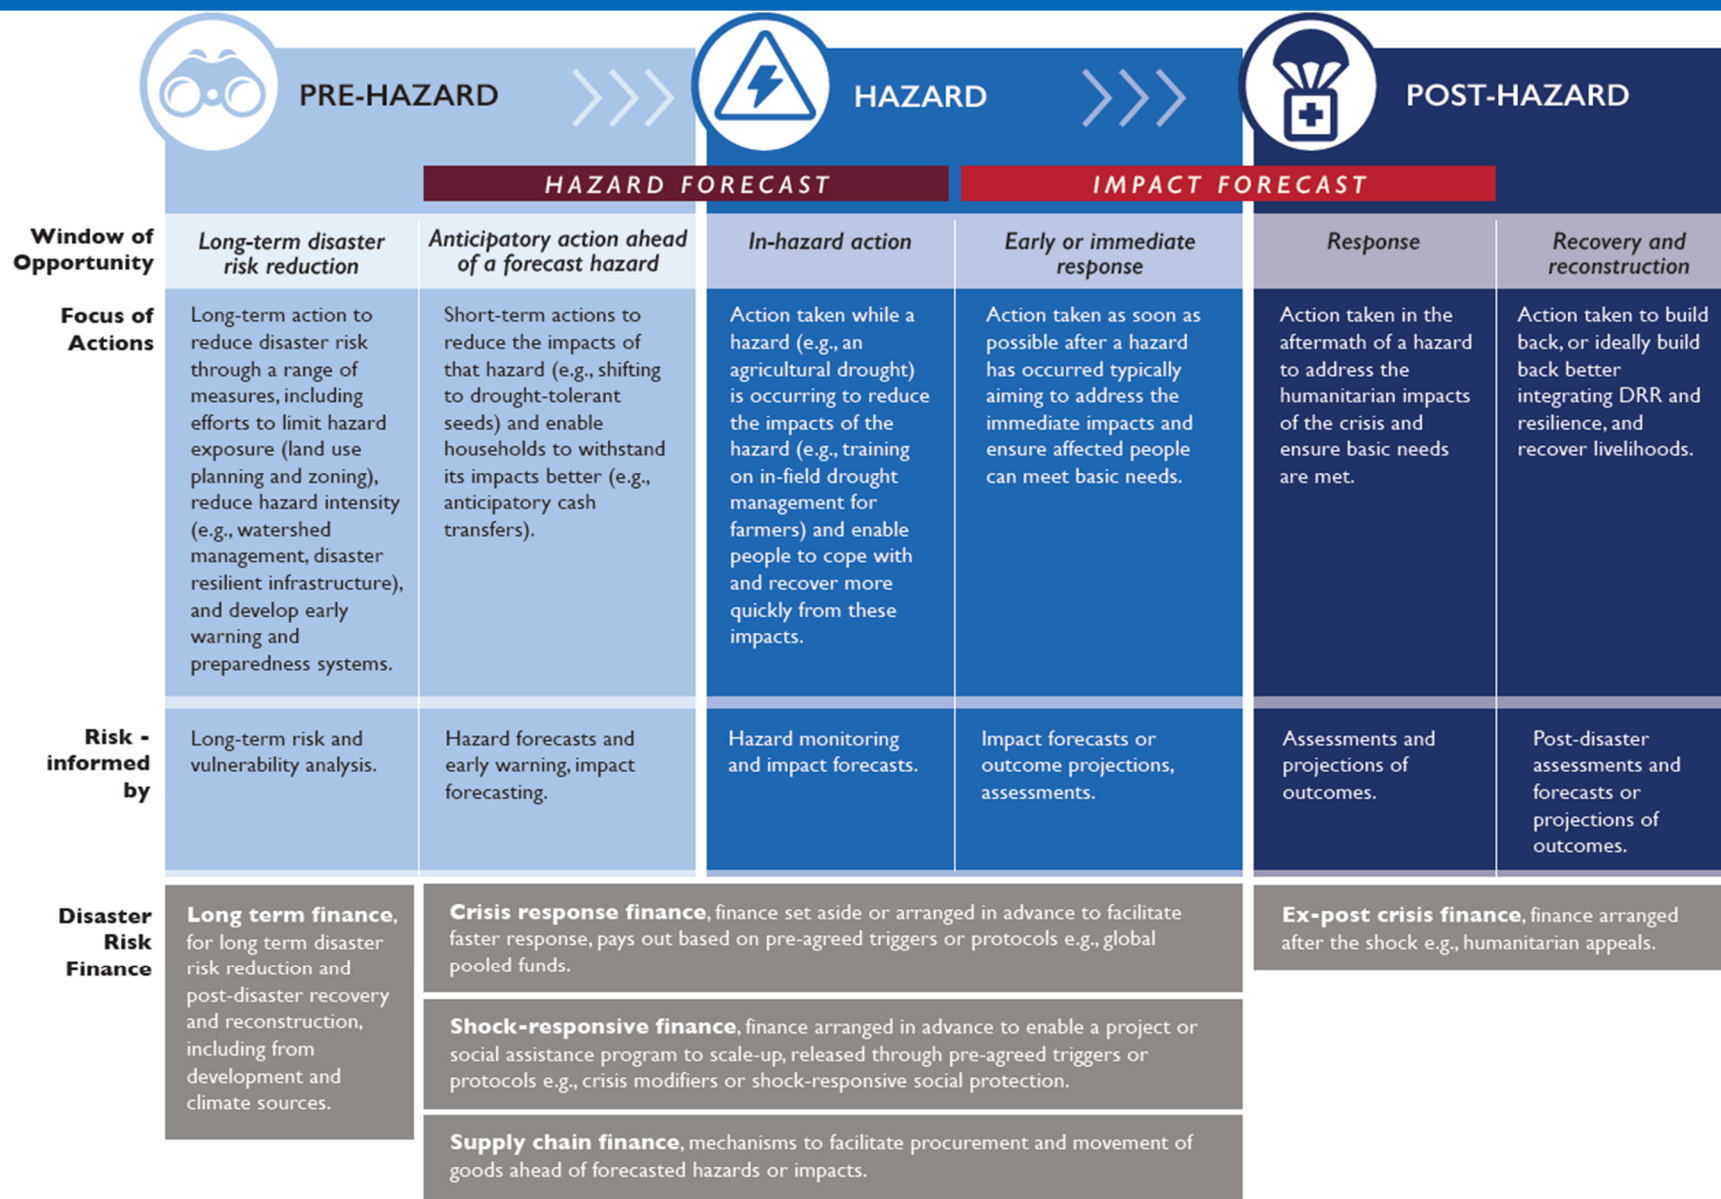 PRE-HAZARD
HAZARD
POST-HAZARD
HAZARD FORECAST
IMPACT FORECAST
Window of
Opportunity
Long-term disaster
risk reduction
Anticipatory action ahead
of a forecast hazard
In-hazard action
Early or immediate
response
Response
Recovery and
reconstruction
Focus of
Actions
Long-term action to
reduce disaster risk
through a range of
measures, including
efforts to limit hazard
exposure (land use
planning and zoning),
reduce hazard intensity
(e.g., watershed
management, disaster
resilient infrastructure),
and develop early
warning and
preparedness systems.
Short-term actions to
reduce the impacts of
that hazard (e.g., shifting
to drought-tolerant
seeds) and enable
households to withstand
its impacts better (e.g.,
anticipatory cash
transfers).
Action taken while a
hazard (e.g., an
agricultural drought)
is occurring to reduce
the impacts of the
hazard (e.g., training
on in-field drought
management for
farmers) and enable
people to cope with
and recover more
quickly from these
impacts.
Action taken as soon as
possible after a hazard
has occurred typically
aiming to address the
immediate impacts and
ensure affected people
can meet basic needs.
Action taken in the
aftermath of a hazard
to address the
humanitarian impacts
of the crisis and
ensure basic needs
are met.
Action taken to build
back, or ideally build
back better
integrating DRR and
resilience, and
recover livelihoods.
Risk -
informed
by
Long-term risk and
vulnerability analysis.
Hazard forecasts and
early warning, impact
forecasting.
Hazard monitoring
and impact forecasts.
Impact forecasts or
outcome projections,
assessments.
Assessments and
projections of
outcomes.
Post-disaster
assessments and
forecasts or
projections of
outcomes.
Disaster
Risk
Finance
Long term finance,
for long term disaster
risk reduction and
post-disaster recovery
and reconstruction,
including from
development and
climate sources.
Crisis response finance, finance set aside or arranged in advance to facilitate
faster response, pays out based on pre-agreed triggers or protocols e.g., global
pooled funds.
Shock-responsive finance, finance arranged in advance to enable a project or
social assistance program to scale-up, released through pre-agreed triggers or
protocols e.g., crisis modifiers or shock-responsive social protection.
Supply chain finance, mechanisms to facilitate procurement and movement of
goods ahead of forecasted hazards or impacts.
Ex-post crisis finance, finance arranged
after the shock e.g., humanitarian appeals.